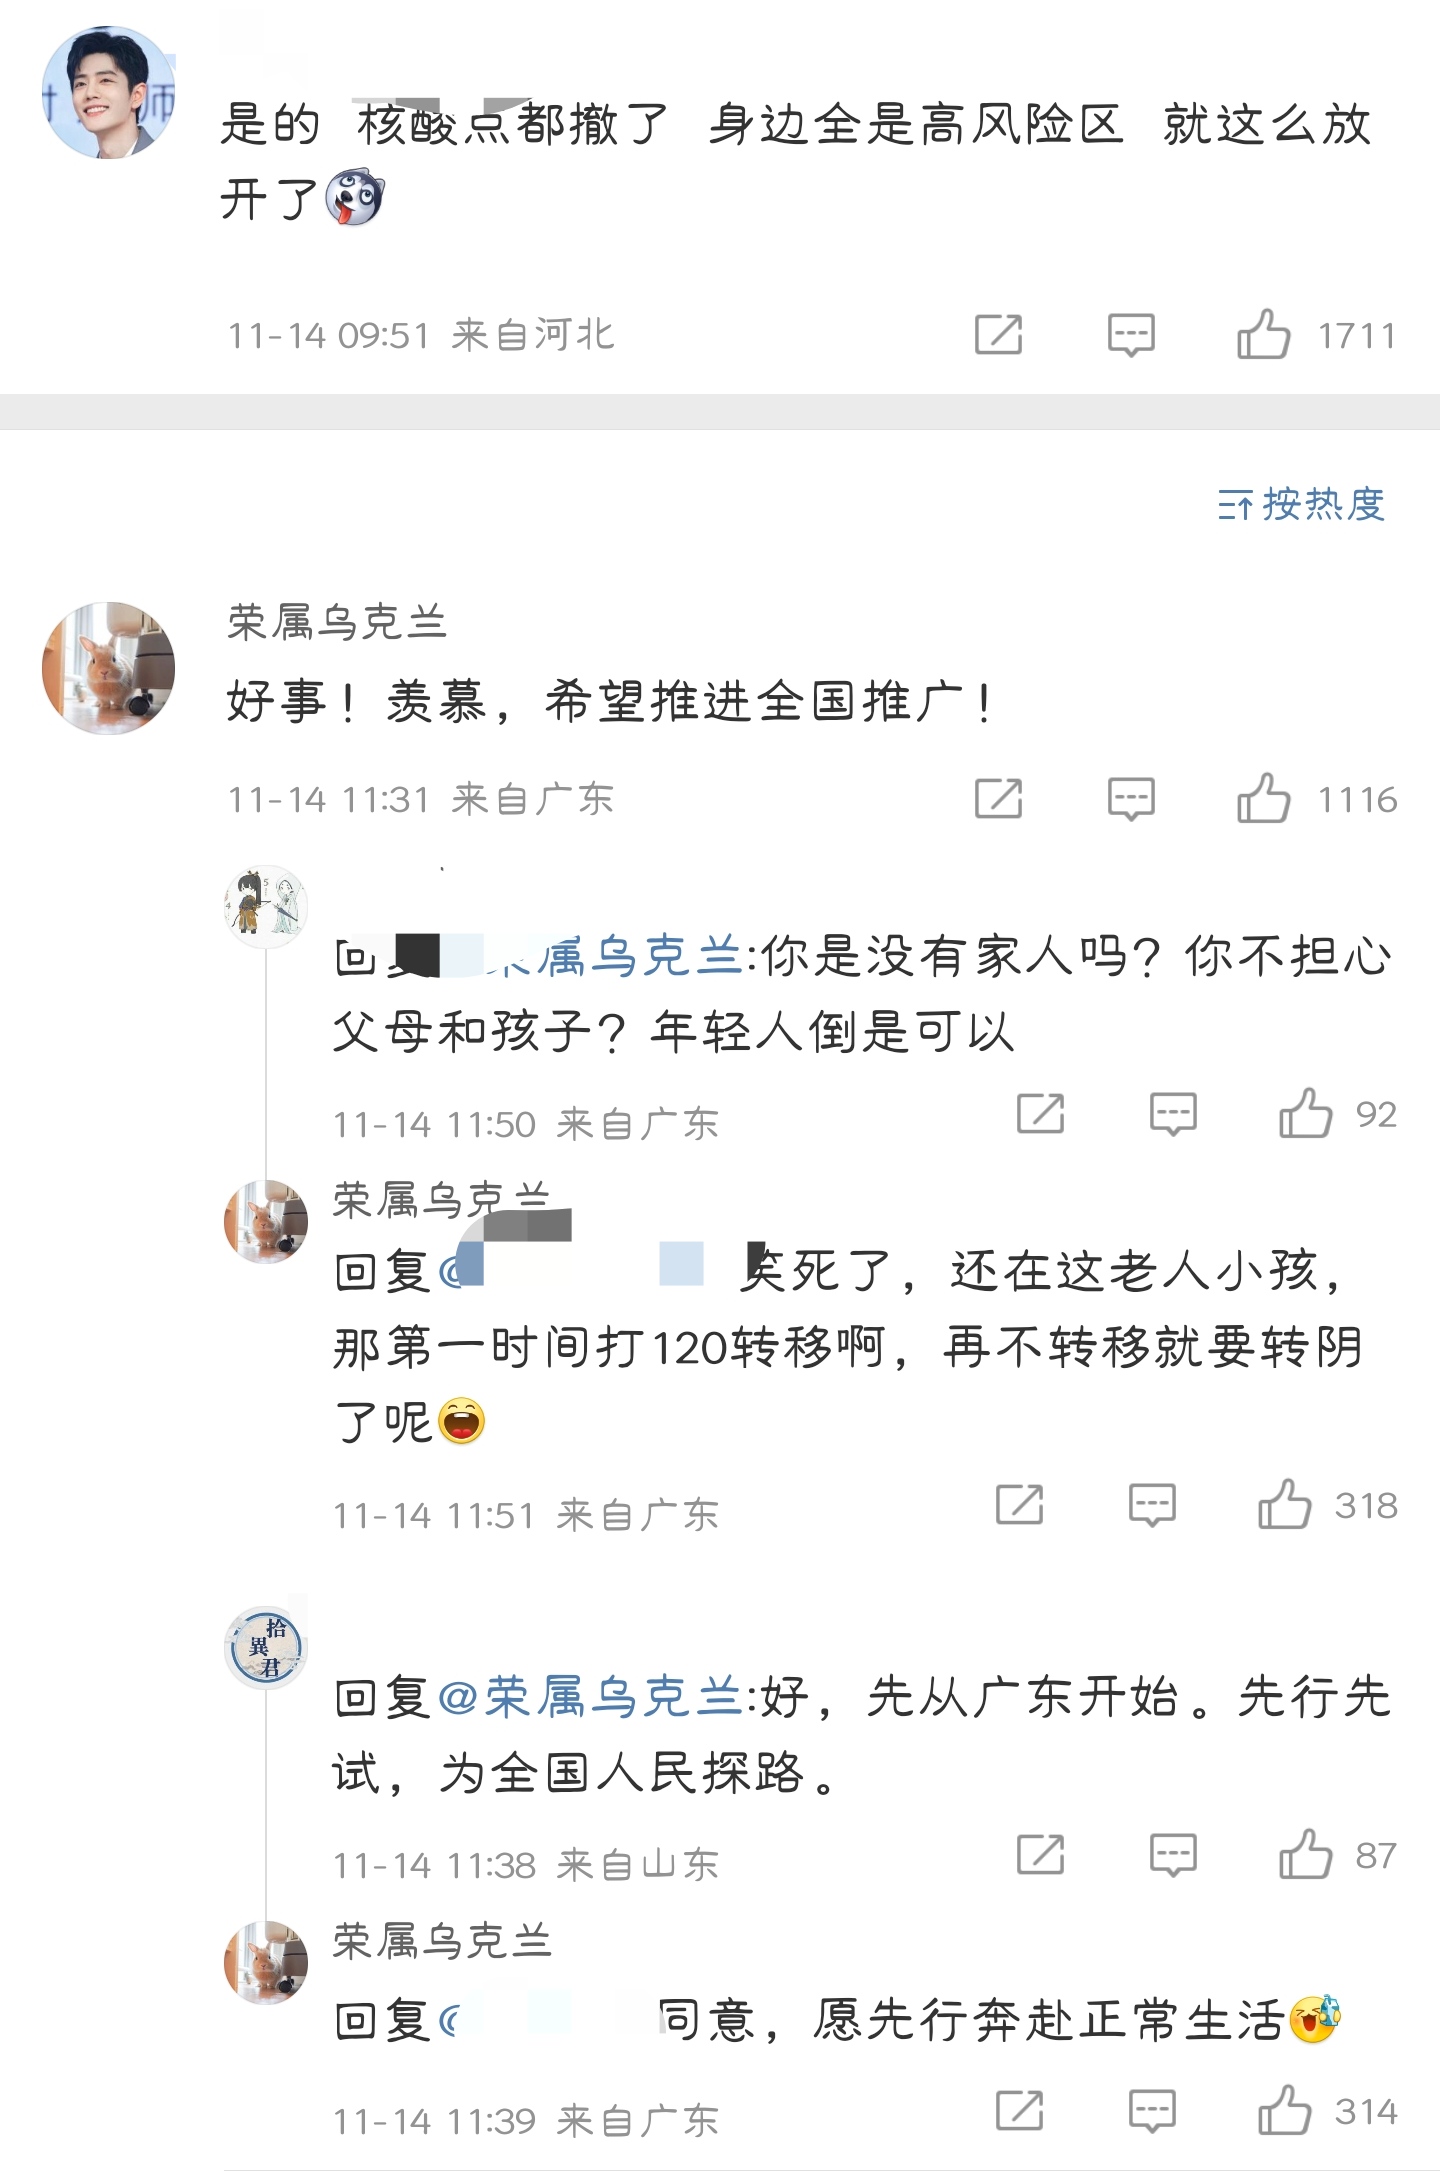 是的 核酸点都撤了 身边全是高风险区 就这么放
开了
11-14 09:51 来自河北
1711
按热度
荣属乌克兰
好事！羡慕，希望推进全国推广！
11-14 11:31 来自广东
1116
回 属乌克兰:你是没有家人吗？你不担心
父母和孩子？年轻人倒是可以
11-14 11:50 来自广东
92
荣属乌克兰
回复@ 笑死了，还在这老人小孩，
那第一时间打120转移啊，再不转移就要转阴
了呢
11-14 11:51 来自广东
318
拾
異
君
回复@荣属乌克兰:好，先从广东开始。先行先
试，为全国人民探路。
11-14 11:38 来自山东
87
荣属乌克兰
回复@ 同意，愿先行奔赴正常生活
11-14 11:39 来自广东
314